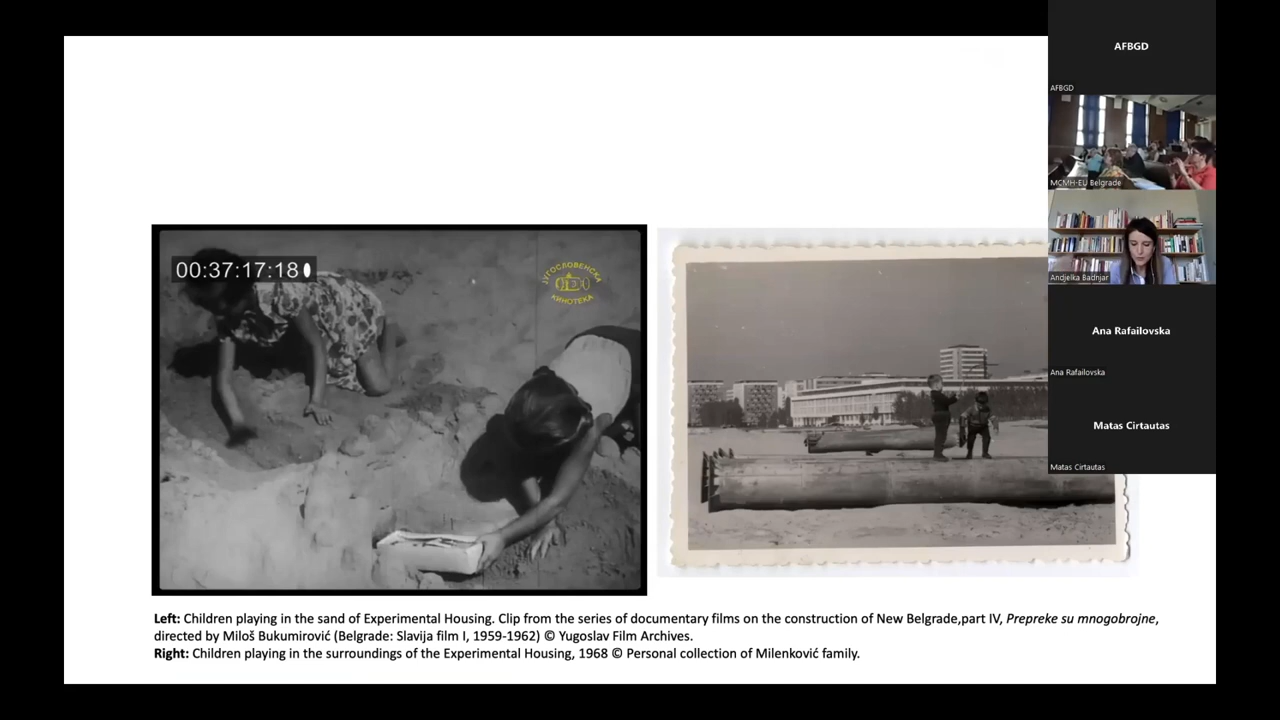 AFBGD
AFBGD
MCMH-EU Belgrade
Andjelka Badnjar
Ana Rafailovska
Ana Rafailovska
Matas Cirtautas
Matas Cirtautas
00:37:17:18
ЈУГОСЛОВЕНСКА
КИНОТЕКА
Left: Children playing in the sand of Experimental Housing. Clip from the series of documentary films on the construction of New Belgrade,part IV, Prepreke su mnogobrojne,
directed by Miloš Bukumirović (Belgrade: Slavija film I, 1959-1962) © Yugoslav Film Archives.
Right: Children playing in the surroundings of the Experimental Housing, 1968 © Personal collection of Milenković family.